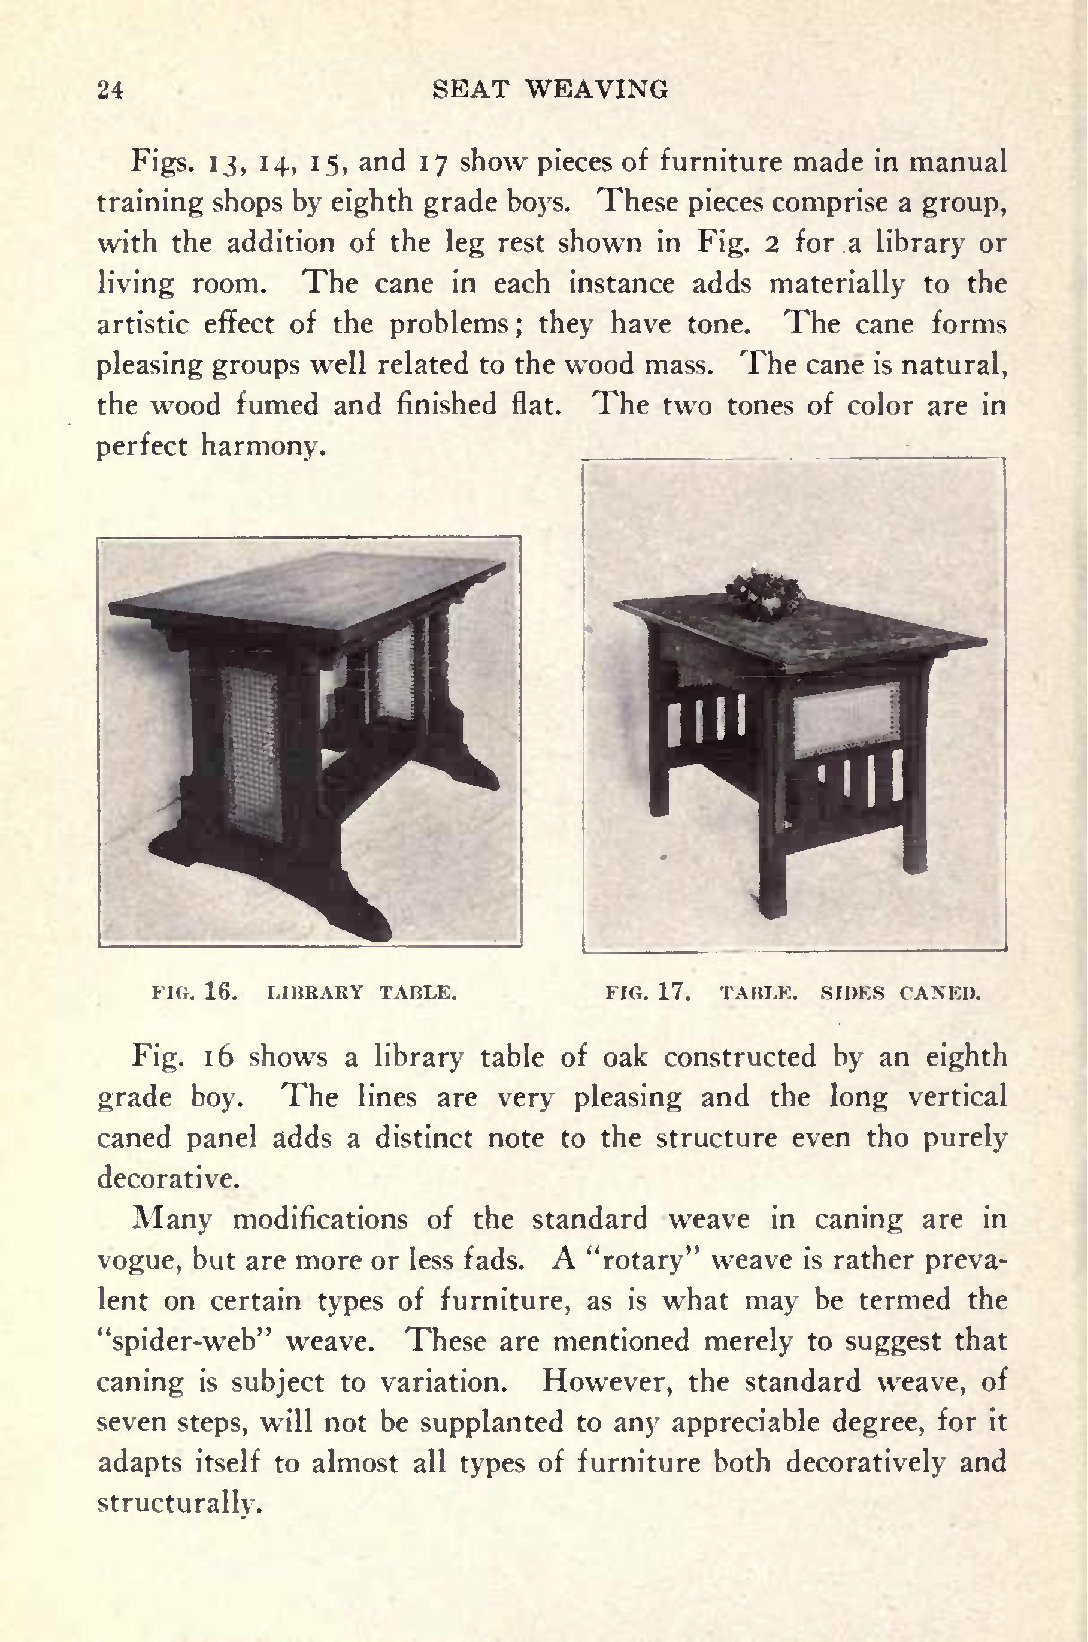 24 SEAT WEAVING
Figs. 13, 14, 15, and 17 show pieces of furniture made in manual
training shops by eighth grade boys. These pieces comprise a group,
with the addition of the leg rest shown in Fig. 2 for a library or
living room. The cane in each instance adds materially to the
artistic effect of the problems; they have tone. The cane forms
pleasing groups well related to the wood mass. The cane is natural,
the wood fumed and finished flat. The two tones of color are in
perfect harmony.
FIG. 16. LIBRARY TABLE.
FIG. 17. TABLE. SIDES CANED.
Fig. 16 shows a library table of oak constructed by an eighth
grade boy. The lines are very pleasing and the long vertical
caned panel adds a distinct note to the structure even tho purely
decorative.
Many modifications of the standard weave in caning are in
vogue, but are more or less fads. A “rotary” weave is rather preva-
lent on certain types of furniture, as is what may be termed the
“spider-web” weave. These are mentioned merely to suggest that
caning is subject to variation. However, the standard weave, of
seven steps, will not be supplanted to any appreciable degree, for it
adapts itself to almost all types of furniture both decoratively and
structurally.